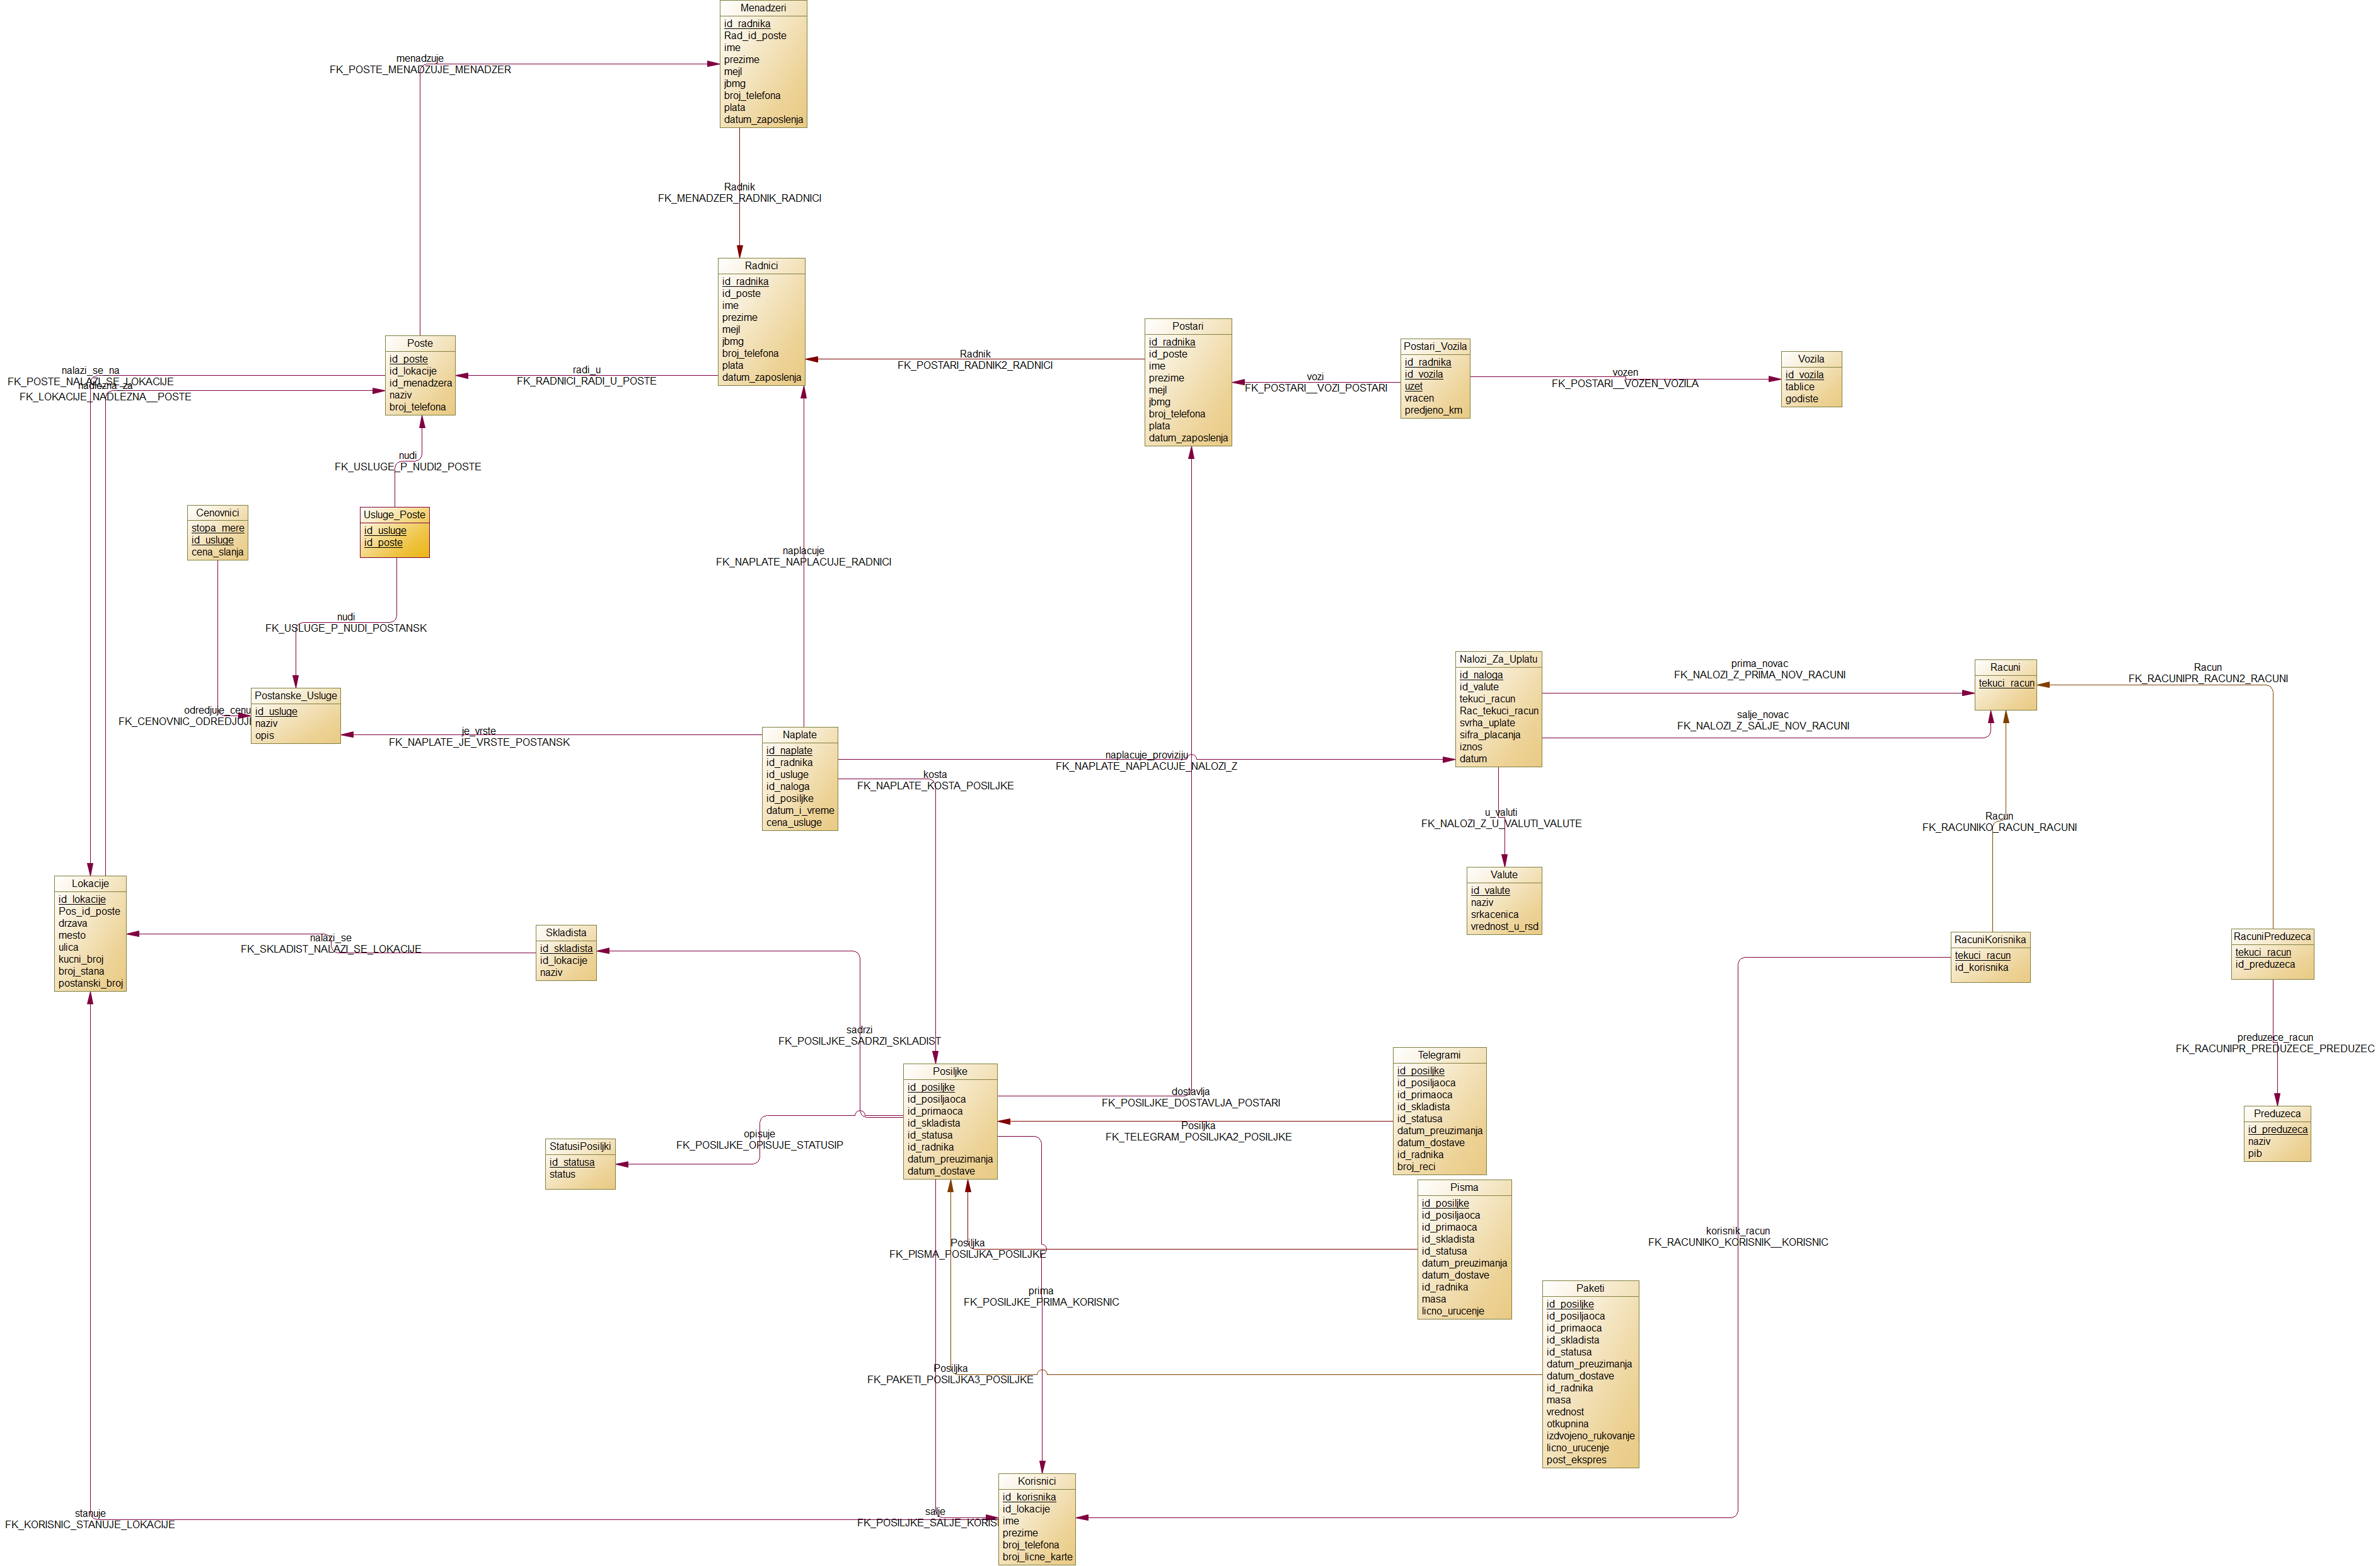 Menadzeri
id_radnika
Rad_id_poste
ime
prezime
mejl
jbmg
broj_telefona
plata
datum_zaposlenja
menadzuje
FK_POSTE_MENADZUJE_MENADZER
Radnik
FK_MENADZER_RADNIK_RADNICI
Radnici
id_radnika
id_poste
ime
prezime
mejl
jbmg
broj_telefona
plata
datum_zaposlenja
Poste
id_poste
id_lokacije
id_menadzera
naziv
broj_telefona
nalazi_se_na
FK_POSTE_NALAZI_SE_LOKACIJE
nadlezna_za
FK_LOKACIJE_NADLEZNA__POSTE
radi_u
FK_RADNICI_RADI_U_POSTE
Radnik
FK_POSTARI_RADNIK2_RADNICI
Postari
id_radnika
id_poste
ime
prezime
mejl
jbmg
broj_telefona
plata
datum_zaposlenja
vozi
FK_POSTARI__VOZI_POSTARI
Postari_Vozila
id_radnika
id_vozila
uzet
vracen
predjeno_km
vozen
FK_POSTARI__VOZEN_VOZILA
Vozila
id_vozila
tablice
godiste
nudi
FK_USLUGE_P_NUDI2_POSTE
Cenovnici
stopa_mere
id_usluge
cena_slanja
Usluge_Poste
id_usluge
id_poste
naplacuje
FK_NAPLATE_NAPLACUJE_RADNICI
nudi
FK_USLUGE_P_NUDI_POSTANSK
odredjuje_cenu
FK_CENOVNIC_ODREDJUJ
Postanske_Usluge
id_usluge
naziv
opis
je_vrste
FK_NAPLATE_JE_VRSTE_POSTANSK
Naplate
id_naplate
id_radnika
id_usluge
id_naloga
id_posiljke
datum_i_vreme
cena_usluge
kosta
FK_NAPLATE_KOSTA_POSILJKE
naplacuje_proviziju
FK_NAPLATE_NAPLACUJE_NALOZI_Z
Nalozi_Za_Uplatu
id_naloga
id_valute
tekuci_racun
Rac_tekuci_racun
svrha_uplate
sifra_placanja
iznos
datum
prima_novac
FK_NALOZI_Z_PRIMA_NOV_RACUNI
salje_novac
FK_NALOZI_Z_SALJE_NOV_RACUNI
Racuni
tekuci_racun
Racun
FK_RACUNIPR_RACUN2_RACUNI
u_valuti
FK_NALOZI_Z_U_VALUTI_VALUTE
Racun
FK_RACUNIKO_RACUN_RACUNI
Valute
id_valute
naziv
srkacenica
vrednost_u_rsd
Lokacije
id_lokacije
Pos_id_poste
drzava
mesto
ulica
kucni_broj
broj_stana
postanski_broj
nalazi_se
FK_SKLADIST_NALAZI_SE_LOKACIJE
Skladista
id_skladista
id_lokacije
naziv
RacuniKorisnika
tekuci_racun
id_korisnika
RacuniPreduzeca
tekuci_racun
id_preduzeca
sadrzi
FK_POSILJKE_SADRZI_SKLADIST
preduzece_racun
FK_RACUNIPR_PREDUZECE_PREDUZEC
Posiljke
id_posiljke
id_posiljaoca
id_primaoca
id_skladista
id_statusa
id_radnika
datum_preuzimanja
datum_dostave
dostavlja
FK_POSILJKE_DOSTAVLJA_POSTARI
Posiljka
FK_TELEGRAM_POSILJKA2_POSILJKE
Telegrami
id_posiljke
id_posiljaoca
id_primaoca
id_skladista
id_statusa
datum_preuzimanja
datum_dostave
id_radnika
broj_reci
Preduzeca
id_preduzeca
naziv
pib
StatusiPosiljki
id_statusa
status
opisuje
FK_POSILJKE_OPISUJE_STATUSIP
Pisma
id_posiljke
id_posiljaoca
id_primaoca
id_skladista
id_statusa
datum_preuzimanja
datum_dostave
id_radnika
masa
licno_urucenje
Posiljka
FK_PISMA_POSILJKA_POSILJKE
korisnik_racun
FK_RACUNIKO_KORISNIK__KORISNIC
prima
FK_POSILJKE_PRIMA_KORISNIC
Paketi
id_posiljke
id_posiljaoca
id_primaoca
id_skladista
id_statusa
datum_preuzimanja
datum_dostave
id_radnika
masa
vrednost
otkupnina
izdvojeno_rukovanje
licno_urucenje
post_ekspres
Posiljka
FK_PAKETI_POSILJKA3_POSILJKE
stanuje
FK_KORISNIC_STANUJE_LOKACIJE
salje
FK_POSILJKE_SALJE_KORIS
Korisnici
id_korisnika
id_lokacije
ime
prezime
broj_telefona
broj_licne_karte